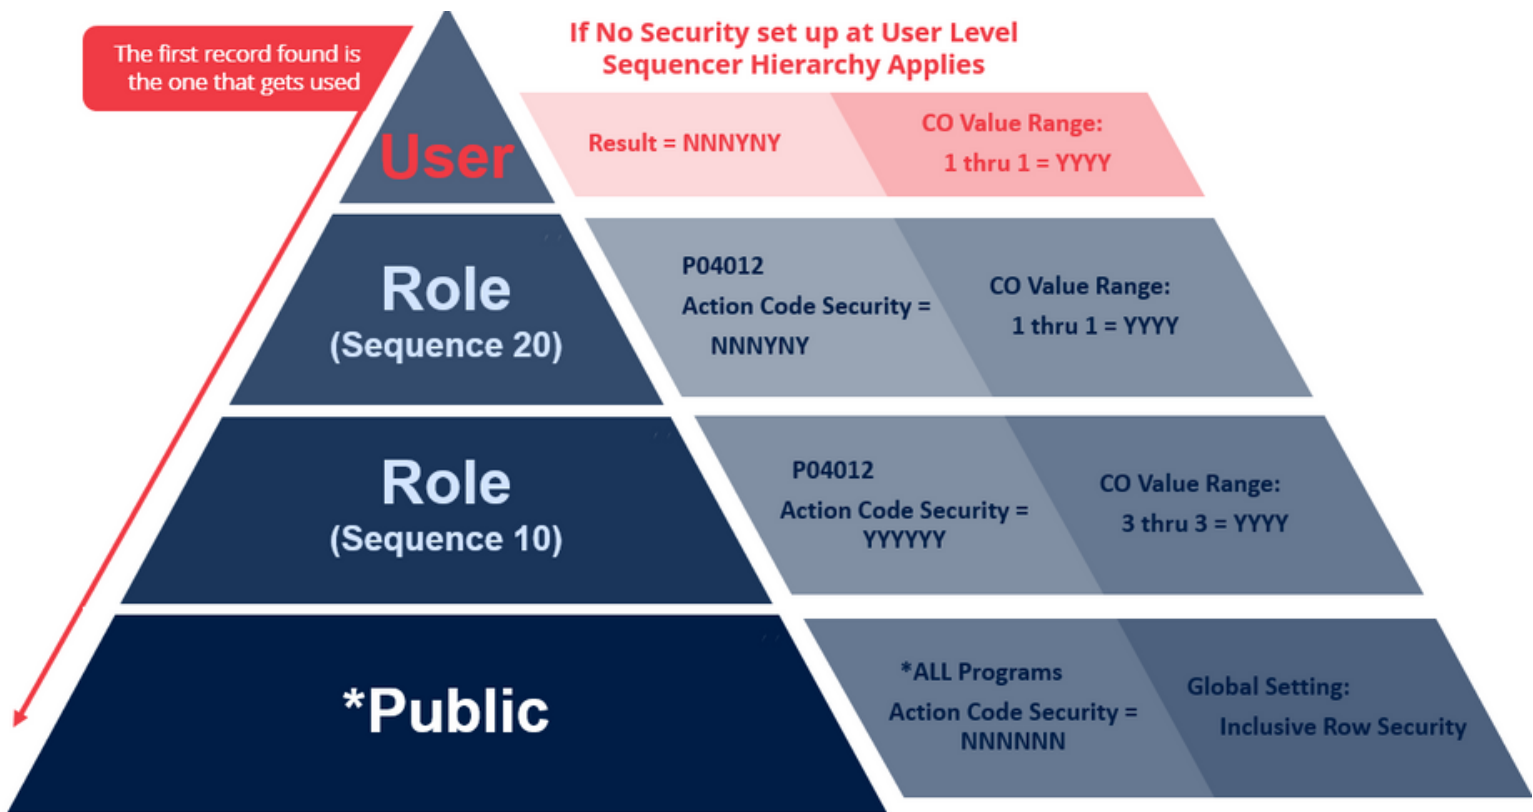 The first record found is
the one that gets used
If No Security set up at User Level
Sequencer Hierarchy Applies
User
Result = NNNYNY
CO Value Range:
1 thru 1 = YYYY
Role
(Sequence 20)
P04012
Action Code Security =
NNNYNY
CO Value Range:
1 thru 1 = YYYY
Role
(Sequence 10)
P04012
Action Code Security =
YYYYYY
CO Value Range:
3 thru 3 = YYYY
*Public
*ALL Programs
Action Code Security =
NNNNNN
Global Setting:
Inclusive Row Security